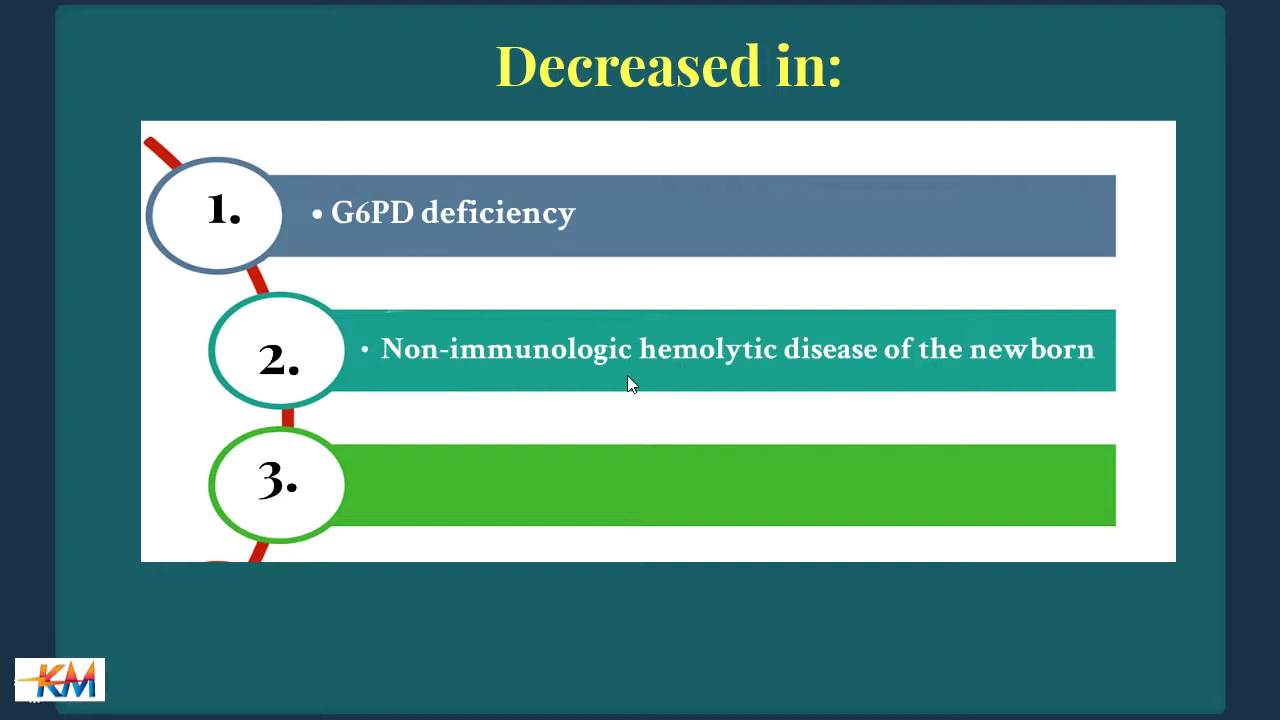 Decreased in:
1.
• G6PD deficiency
2.
• Non-immunologic hemolytic disease of the newborn
3.
KM